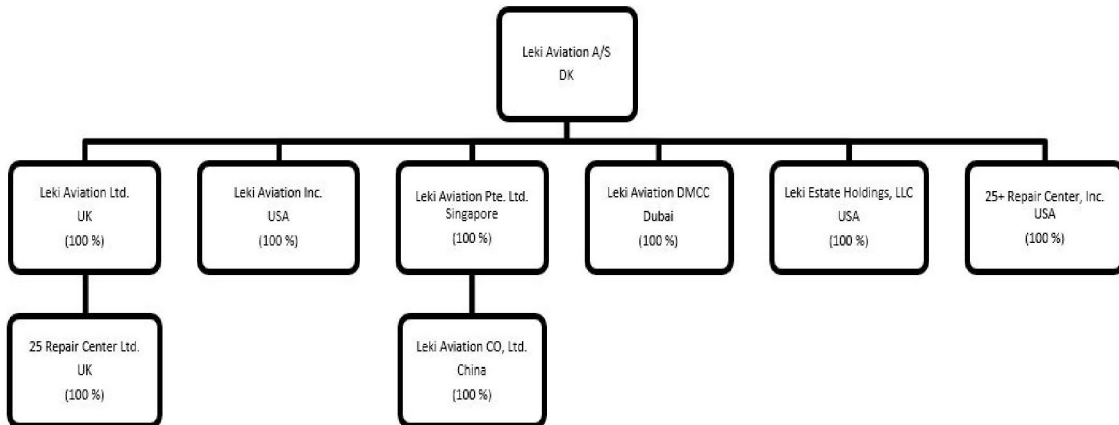 Leki Aviation A/S
DK
Leki Aviation Ltd.
UK
(100 %)
Leki Aviation Inc.
USA
(100 %)
Leki Aviation Pte. Ltd.
Singapore
(100 %)
Leki Aviation DMCC
Dubai
(100 %)
Leki Estate Holdings, LLC
USA
(100 %)
25+ Repair Center, Inc.
USA
(100 %)
25 Repair Center Ltd.
UK
(100 %)
Leki Aviation CO, Ltd.
China
(100 %)